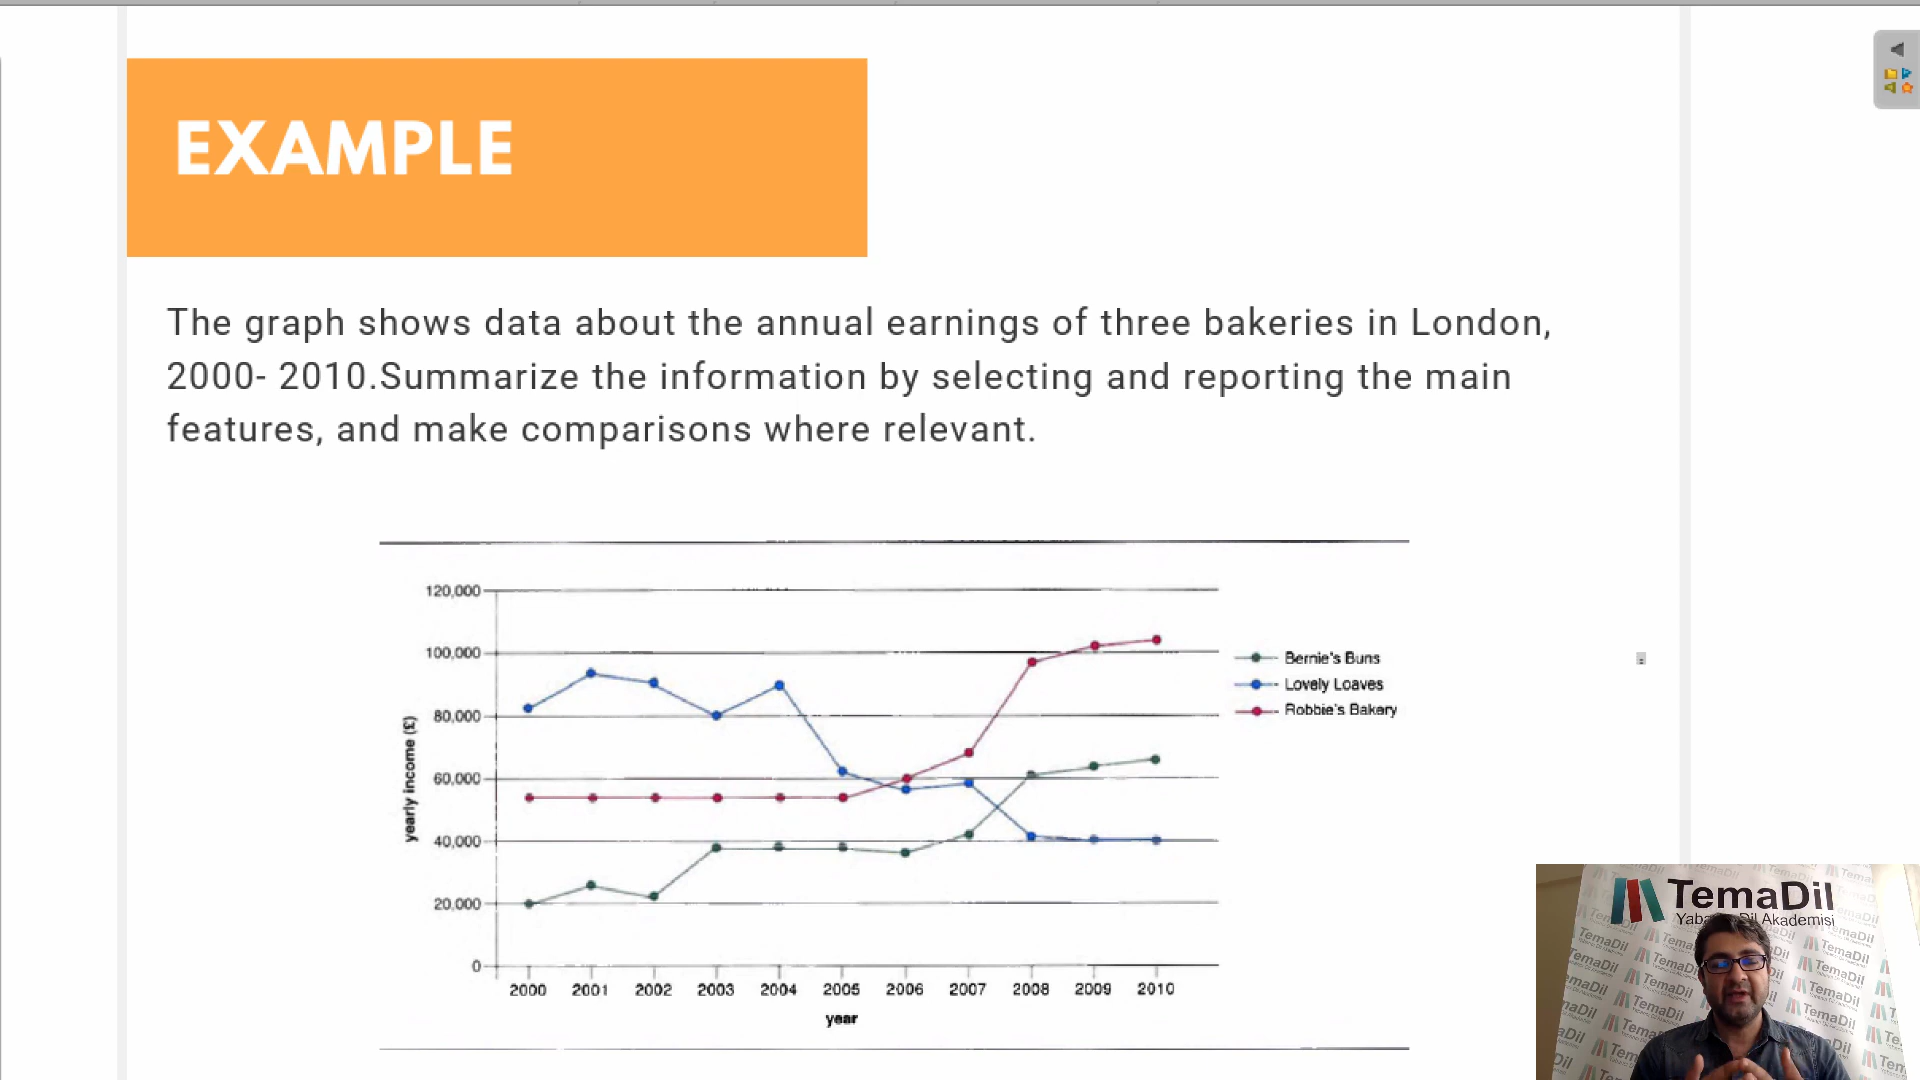 EXAMPLE
The graph shows data about the annual earnings of three bakeries in London,
2000- 2010.Summarize the information by selecting and reporting the main
features, and make comparisons where relevant.
120,000
100,000
80,000
60,000
40,000
20,000
0
yearly income (£)
2000 2001 2002 2003 2004 2005 2006 2007 2008 2009 2010
year
Bernie's Buns
Lovely Loaves
Robbie's Bakery
TemaDil
Dil Akademisi